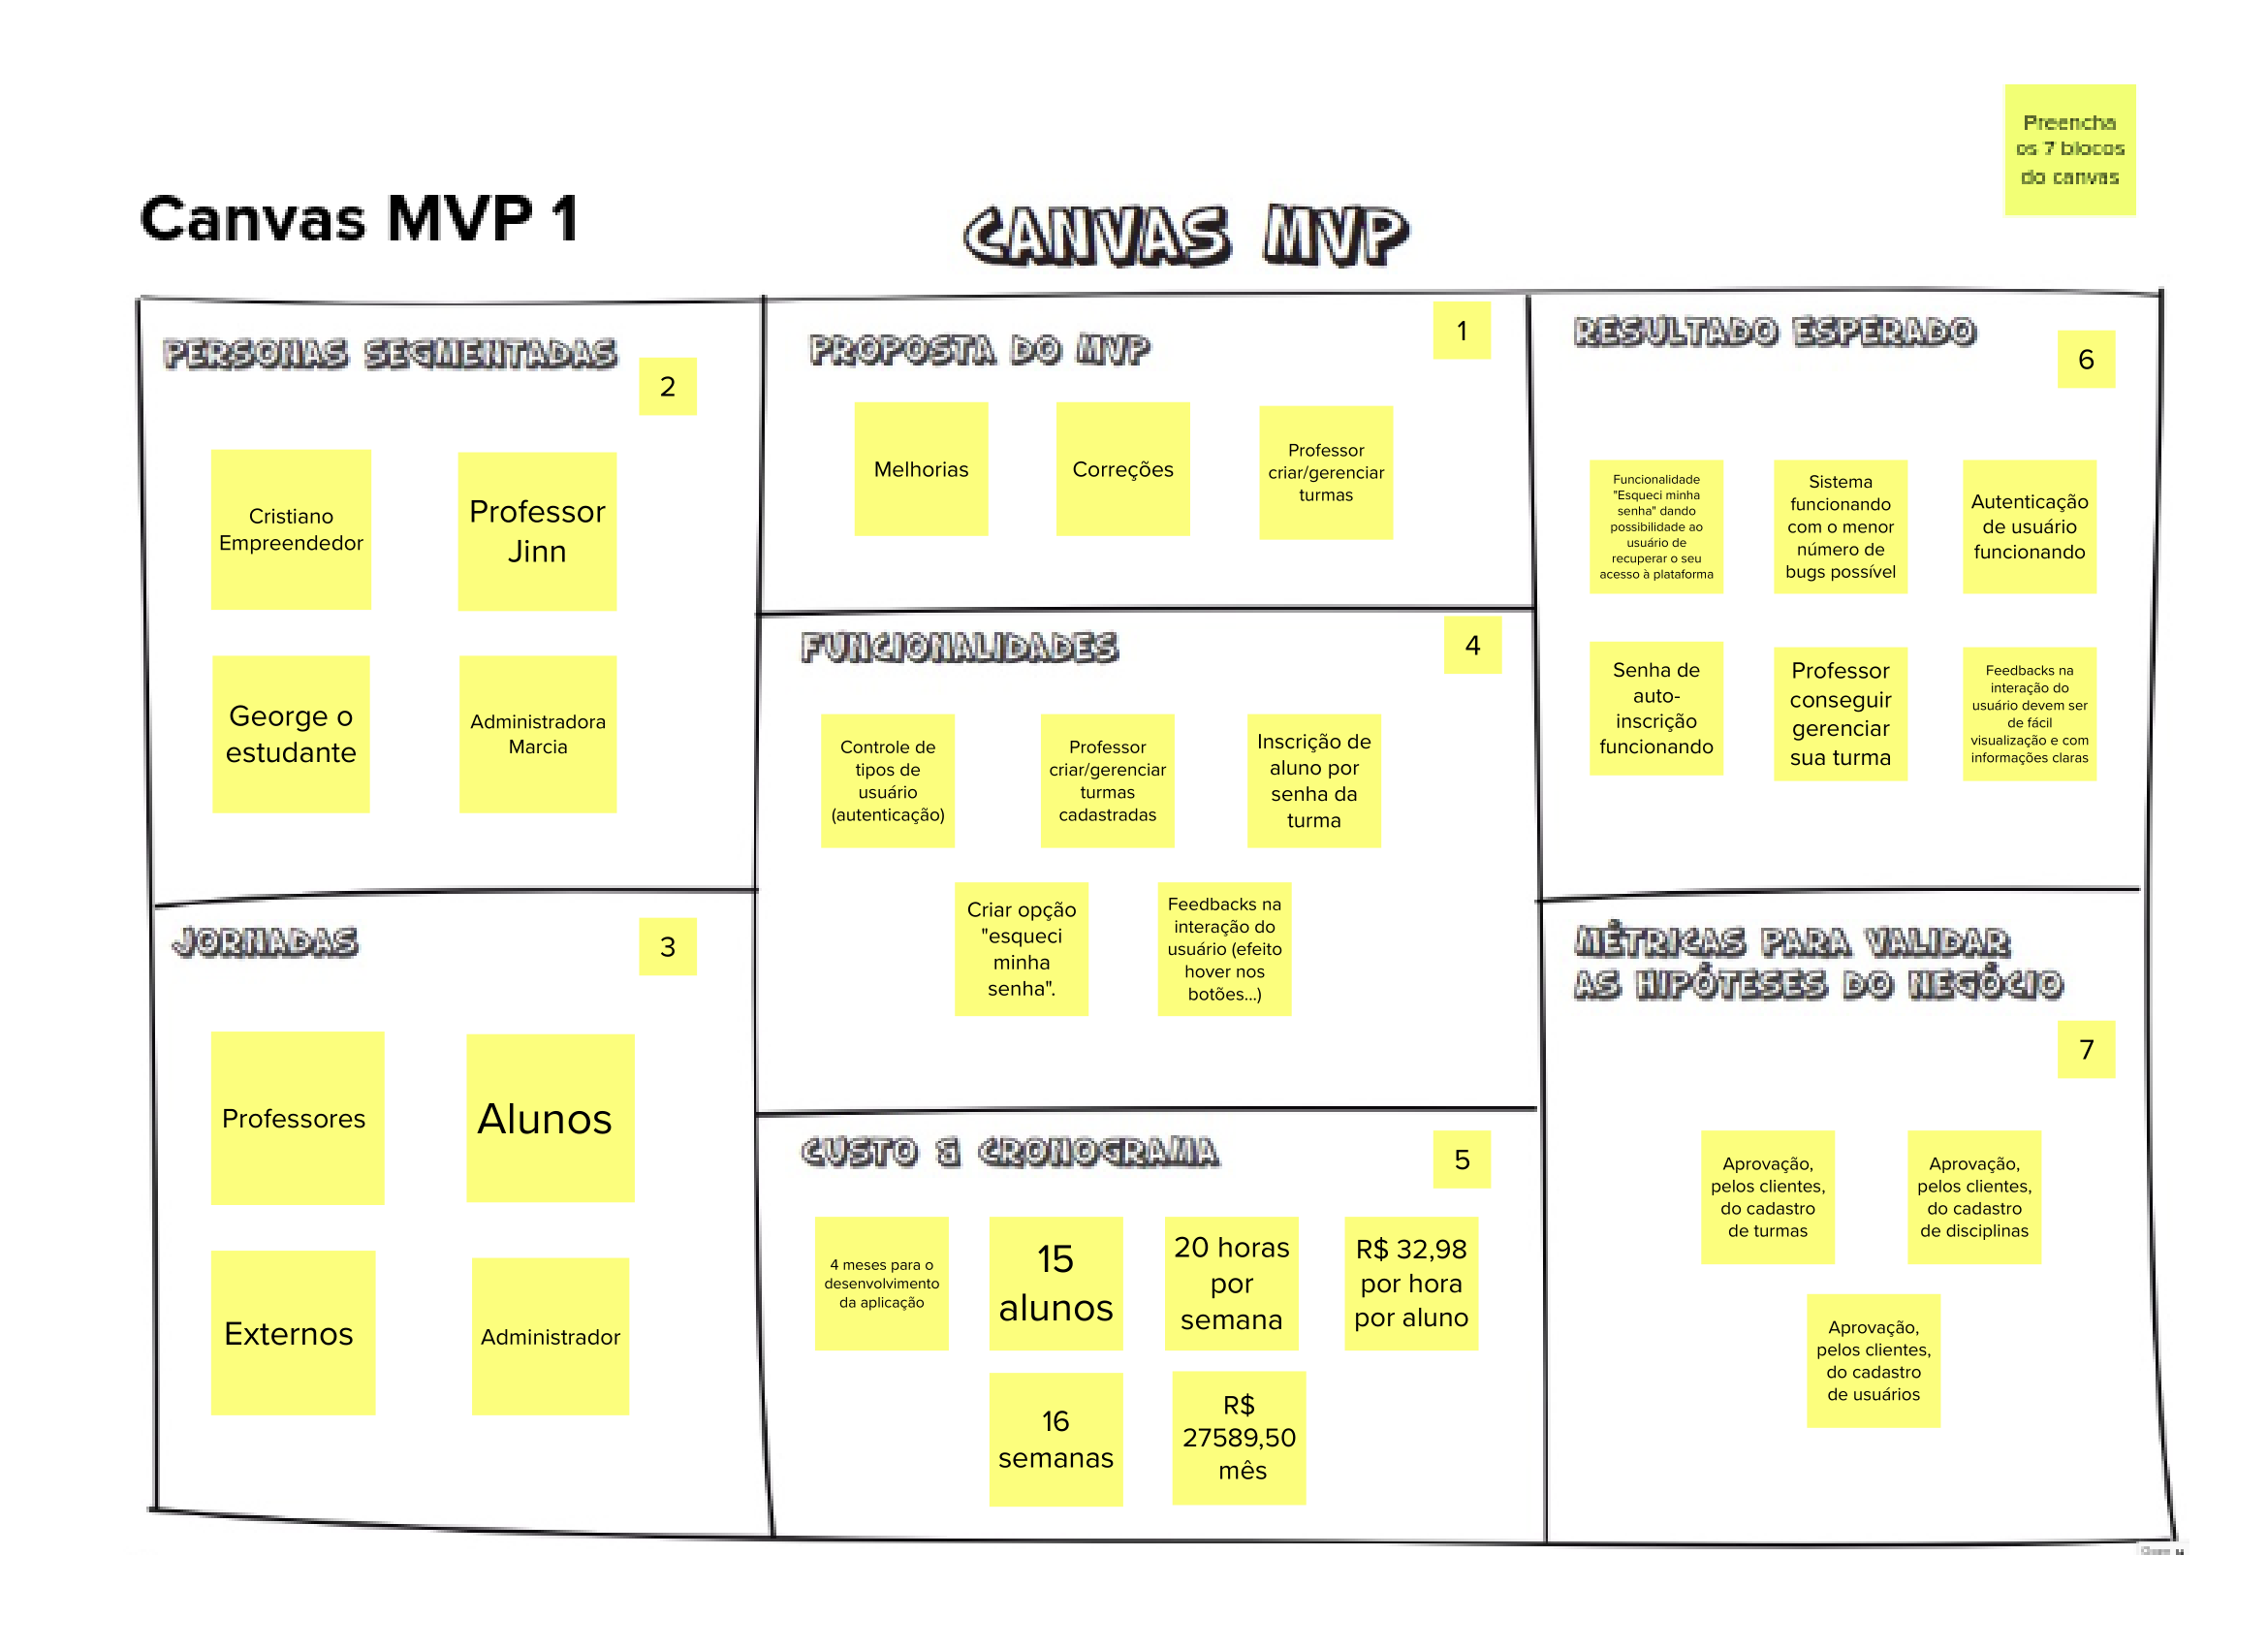 Preencha
os 7 blocos
do canvas
Canvas MVP 1
CANVAS MVP
PERSONAS SEGMENTADAS
2
Cristiano
Empreendedor
Professor
Jinn
George o
estudante
Administradora
Marcia
JORNADAS
3
Professores
Alunos
Externos
Administrador
PROPOSTA DO MVP
1
Melhorias
Correções
Professor
criar/gerenciar
turmas
FUNCIONALIDADES
4
Controle de
tipos de
usuário
(autenticação)
Professor
criar/gerenciar
turmas
cadastradas
Inscrição de
aluno por
senha da
turma
Criar opção
"esqueci
minha
senha".
Feedbacks na
interação do
usuário (efeito
hover nos
botões...)
CUSTO & CRONOGRAMA
5
4 meses para o
desenvolvimento
da aplicação
15
alunos
20 horas
por
semana
R$ 32,98
por hora
por aluno
16
semanas
R$
27589,50
mês
RESULTADO ESPERADO
6
Funcionalidade
"Esqueci minha
senha" dando
possibilidade ao
usuário de
recuperar o seu
acesso à plataforma
Sistema
funcionando
com o menor
número de
bugs possível
Autenticação
de usuário
funcionando
Senha de
auto-
inscrição
funcionando
Professor
conseguir
gerenciar
sua turma
Feedbacks na
interação do
usuário devem ser
de fácil
visualização e com
informações claras
MÉTRICAS PARA VALIDAR
AS HIPÓTESES DO NEGÓCIO
7
Aprovação,
pelos clientes,
do cadastro
de turmas
Aprovação,
pelos clientes,
do cadastro
de disciplinas
Aprovação,
pelos clientes,
do cadastro
de usuários